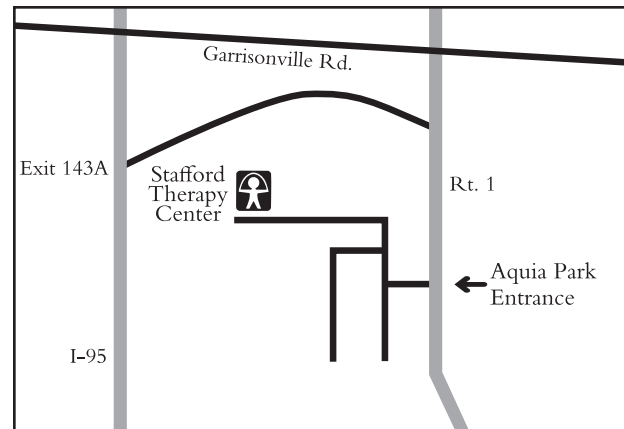 Garrisonville Rd.
Exit 143A
Stafford
Therapy
Center
Rt. 1
Aquia Park
Entrance
I-95